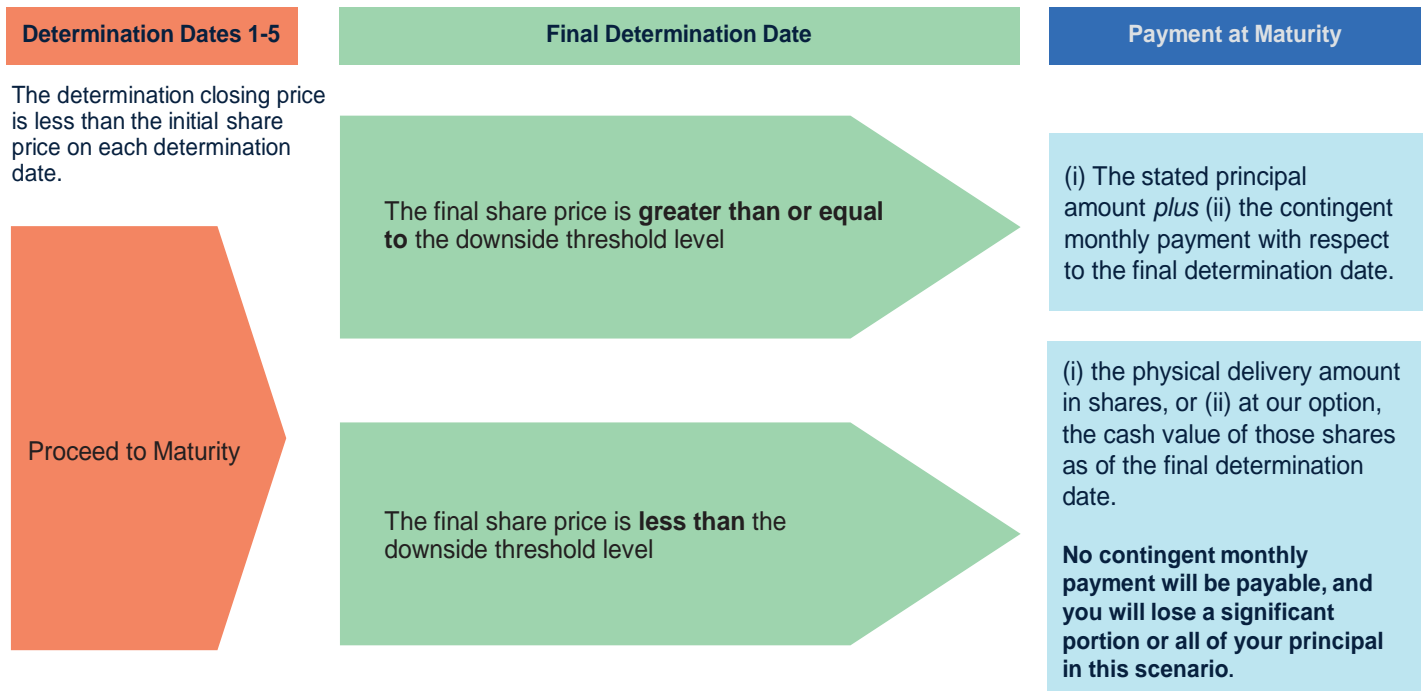 Determination Dates 1-5
Final Determination Date
Payment at Maturity
The determination closing price
is less than the initial share
price on each determination
date.
Proceed to Maturity
The final share price is greater than or equal
to the downside threshold level
(i) The stated principal
amount plus (ii) the contingent
monthly payment with respect
to the final determination date.
The final share price is less than the
downside threshold level
(i) the physical delivery amount
in shares, or (ii) at our option,
the cash value of those shares
as of the final determination
date.
No contingent monthly
payment will be payable, and
you will lose a significant
portion or all of your principal
in this scenario.